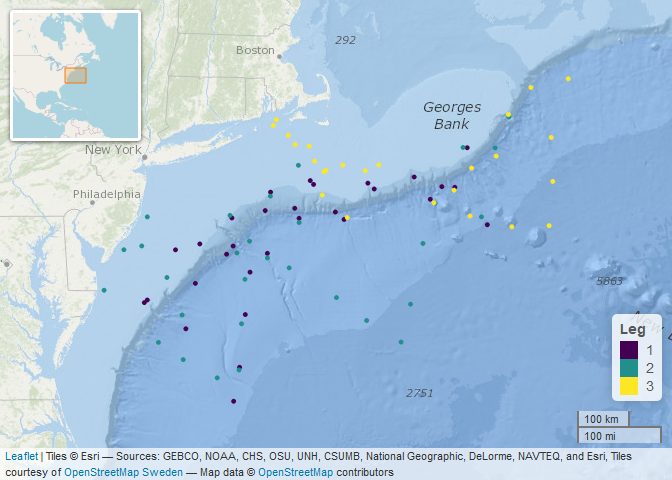 292
Boston
Georges
Bank
New York
Philadelphia
5863
New
Leg
1
2
3
2751
100 km
100 mi
Leaflet | Tiles © Esri — Sources: GEBCO, NOAA, CHS, OSU, UNH, CSUMB, National Geographic, DeLorme, NAVTEQ, and Esri, Tiles
courtesy of OpenStreetMap Sweden — Map data © OpenStreetMap contributors